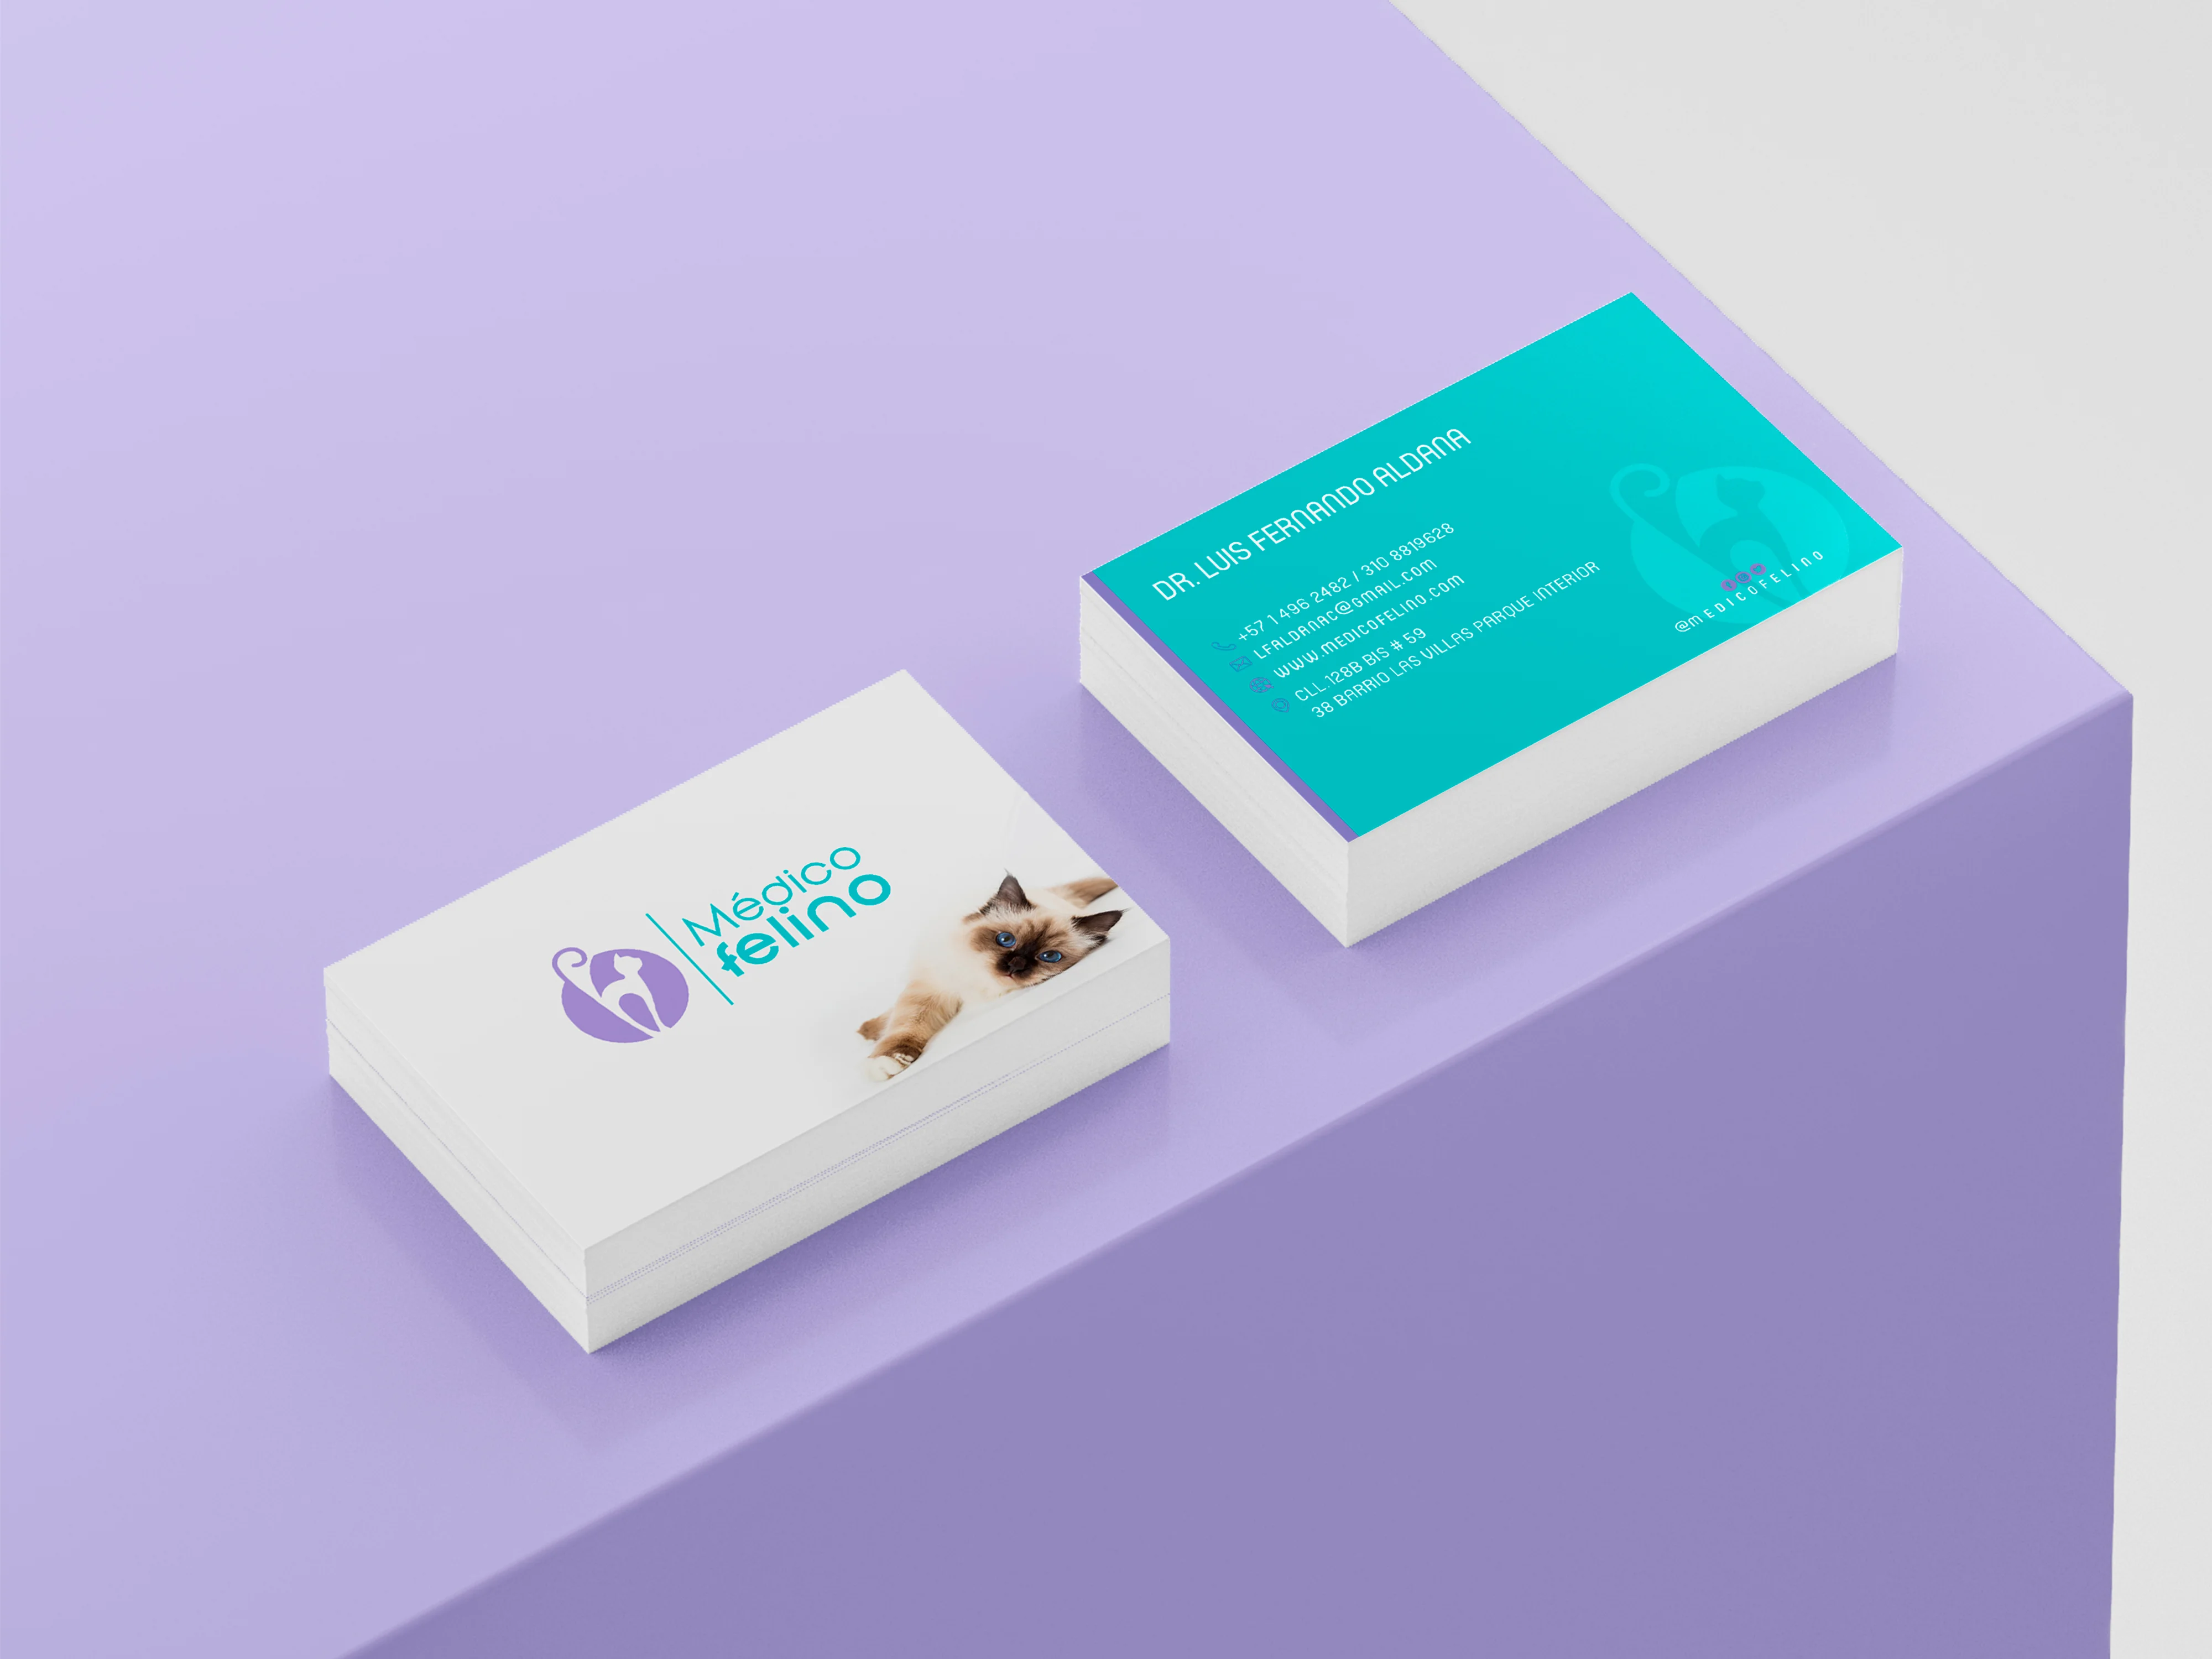 Médico
felino
DR. LUIS FERNANDO ALDANA
+57 1 496 2482 / 310 8819628
LFALDANAC@GMAIL.COM
WWW.MEDICOFELINO.COM
CLL.128B BIS # 59
38 BARRIO LAS VILLAS PARQUE INTERIOR
@MEDICOFELINO